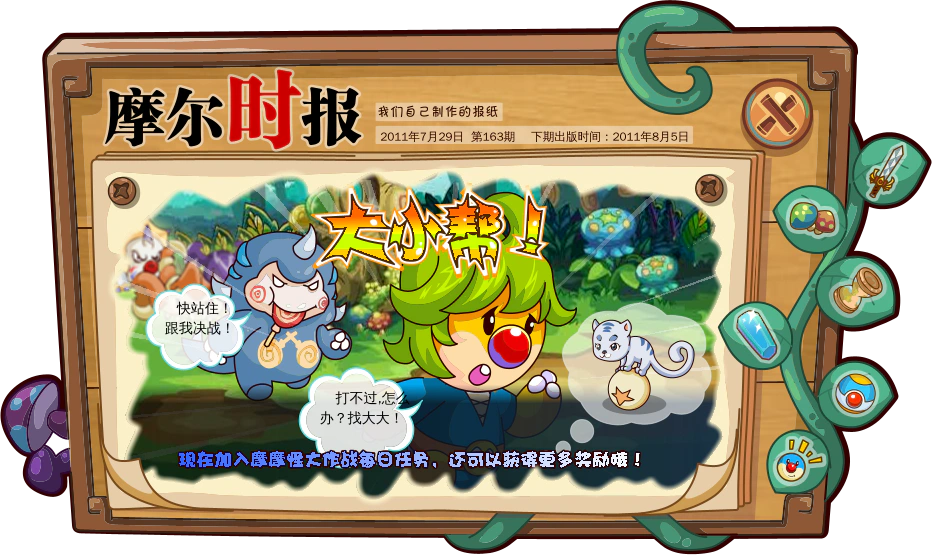 摩尔时报
我们自己制作的报纸
2011年7月29日 第163期 下期出版时间：2011年8月5日
大小帮！
快站住！
跟我决战！
打不过,怎么
办？找大大！
现在加入摩摩怪大作战每日任务，还可以获得更多奖励哦！